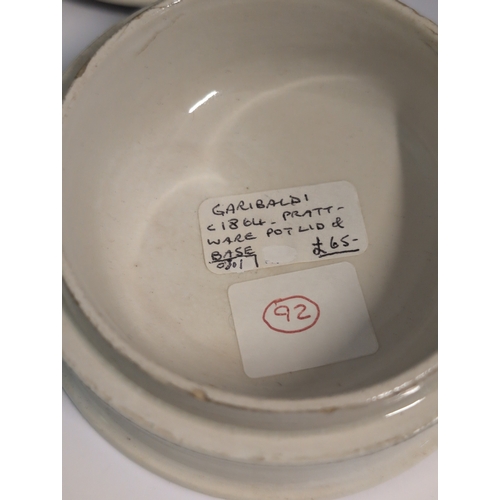 GARIBALDI
c1864 - PRATT-
WARE POT LID &
BASE £65-
92